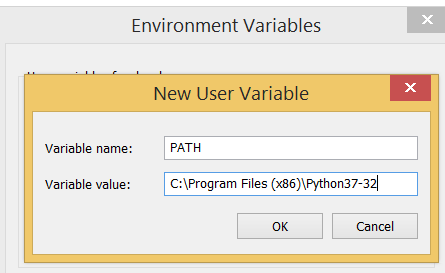 Environment Variables
New User Variable
Variable name: PATH
Variable value: C:\Program Files (x86)\Python37-32
OK Cancel